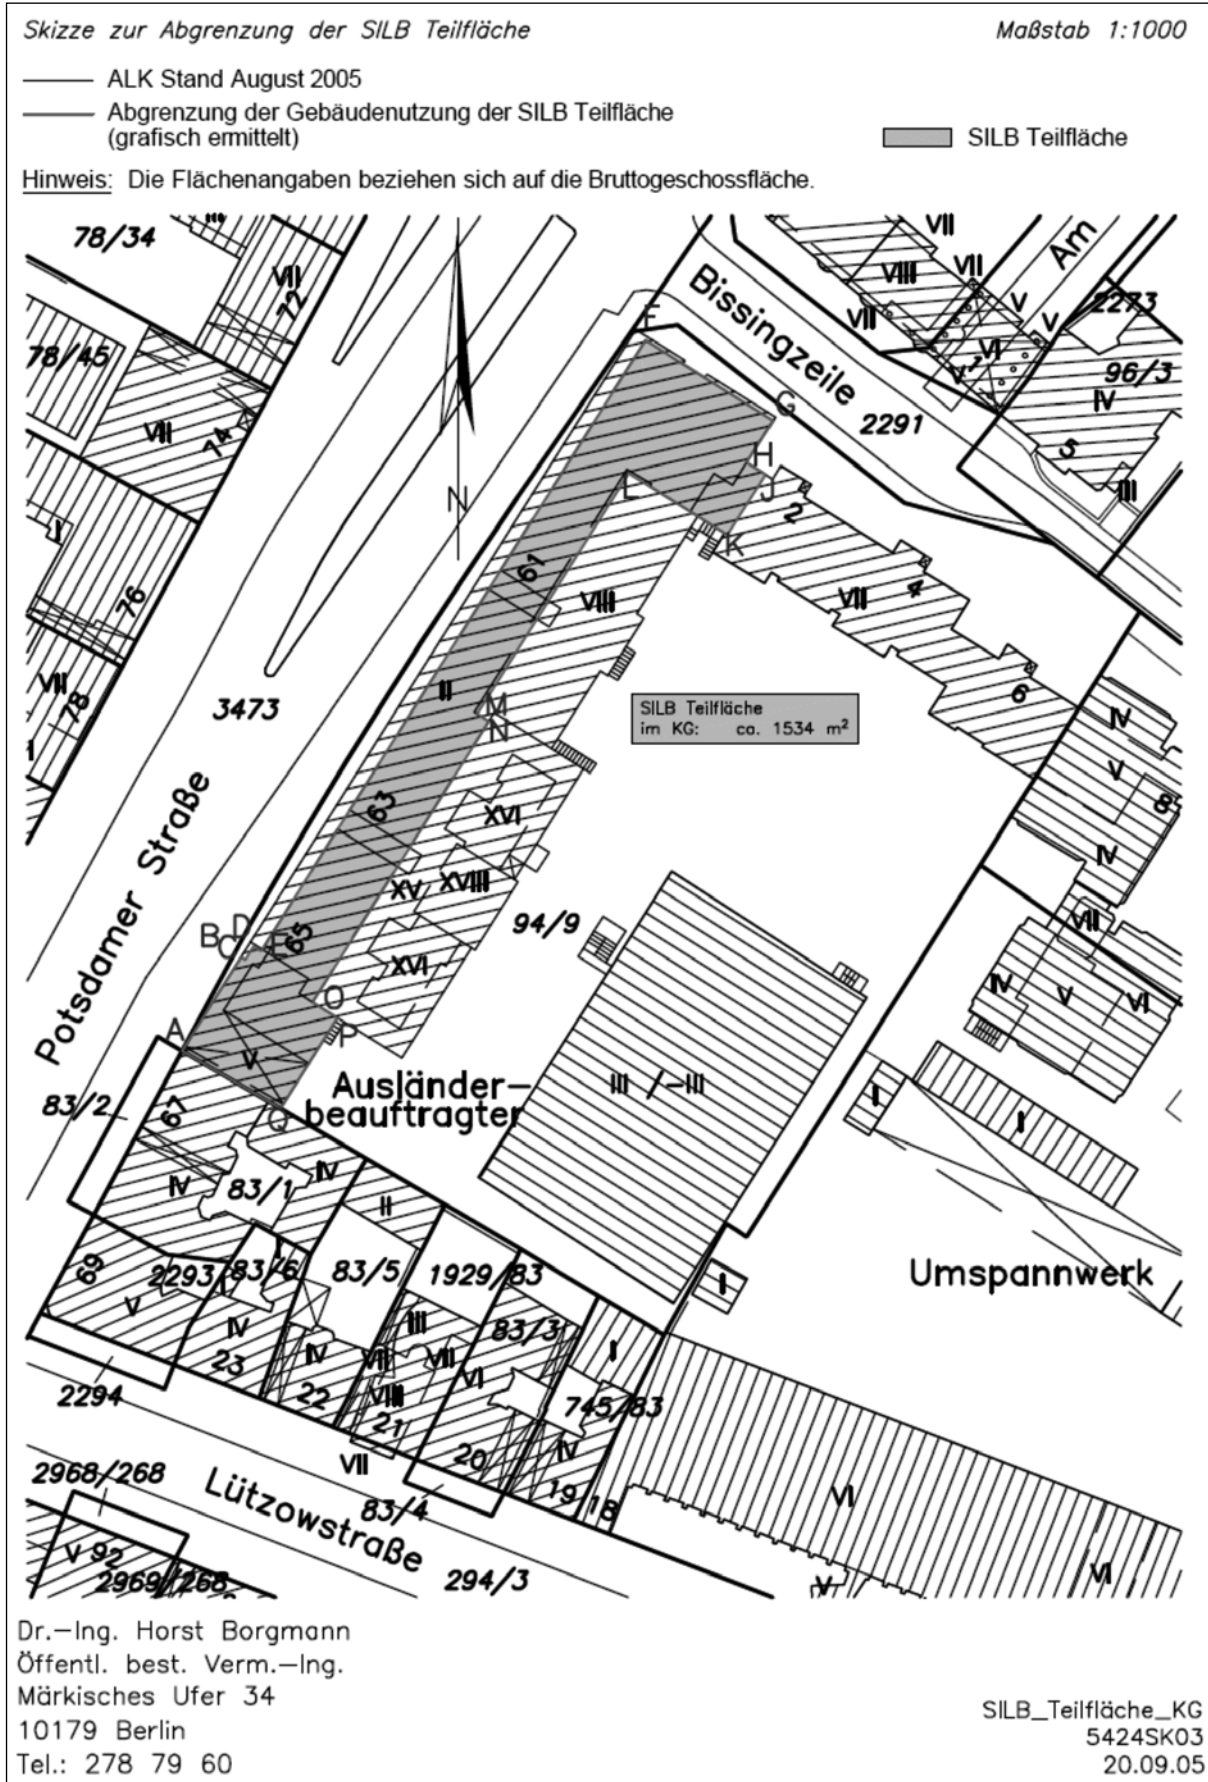 Skizze zur Abgrenzung der SILB Teilfläche
Maßstab 1:1000
ALK Stand August 2005
Abgrenzung der Gebäudenutzung der SILB Teilfläche
(grafisch ermittelt)
SILB Teilfläche
Hinweis: Die Flächenangaben beziehen sich auf die Bruttogeschossfläche.
78/34
III
VII
72
78/45
VII
74
I
76
VII
78
I
3473
Potsdamer Straße
N
Bissingzeile
2291
Am
VII
VIII
VII
VII
V
V
VI
V
2273
96/3
IV
5
III
F
G
H
J
K
L
2
4
6
VII
61
VIII
II
M
N
SILB Teilfläche
im KG: ca. 1534 m²
63
XVI
XV
XVIII
65
XVI
94/9
B
C
D
E
O
P
A
V
Q
Ausländer-
beauftragter
III / -III
IV
V
8
IV
VII
IV
V
VI
I
I
I
Umspannwerk
83/2
67
IV
83/1
IV
II
69
2293
V
83/6
83/5
1929/83
IV
23
IV
22
III
VII
VII
VIII
21
VI
83/3
20
I
745/83
IV
19
18
2294
VII
83/4
Lützowstraße
294/3
2968/268
V
92
2969/268
VI
VI
V
Dr.-Ing. Horst Borgmann
Öffentl. best. Verm.-Ing.
Märkisches Ufer 34
10179 Berlin
Tel.: 278 79 60
SILB_Teilfläche_KG
5424SK03
20.09.05